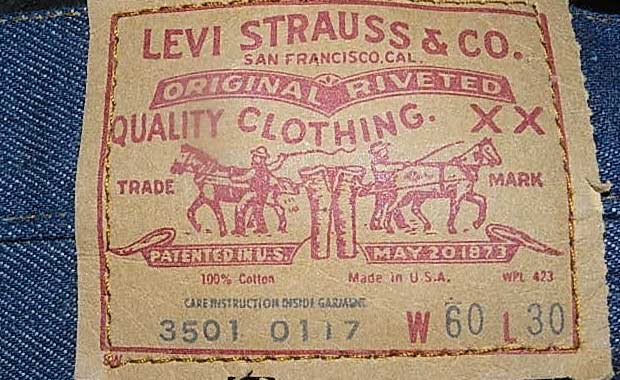 LEVI STRAUSS & CO.
SAN FRANCISCO, CAL.
ORIGINAL RIVETED
QUALITY CLOTHING. XX
TRADE MARK
PATENTED IN U.S. MAY 20 1873
100% Cotton Made in U.S.A. WPL 423
CARE INSTRUCTION INSIDE GARMENT
3501 0117 W 60 L 30